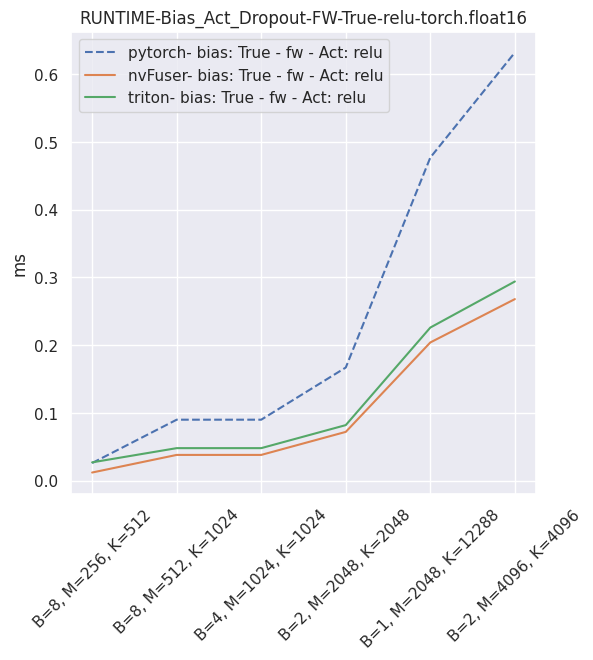 RUNTIME-Bias_Act_Dropout-FW-True-relu-torch.float16
pytorch- bias: True - fw - Act: relu
nvFuser- bias: True - fw - Act: relu
triton- bias: True - fw - Act: relu
ms
0.6
0.5
0.4
0.3
0.2
0.1
0.0
B=8, M=256, K=512
B=8, M=512, K=1024
B=4, M=1024, K=1024
B=2, M=2048, K=2048
B=1, M=2048, K=12288
B=2, M=4096, K=4096